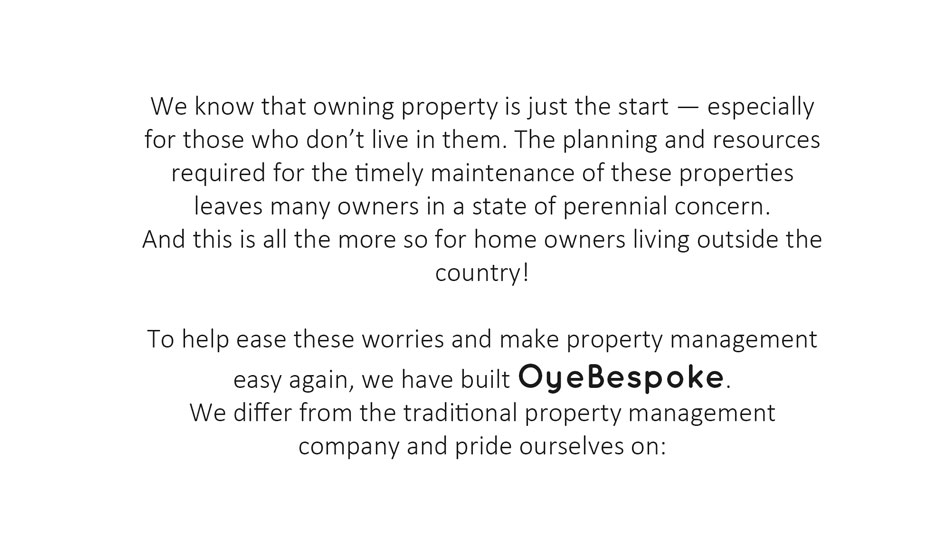 We know that owning property is just the start — especially
for those who don’t live in them. The planning and resources
required for the timely maintenance of these properties
leaves many owners in a state of perennial concern.
And this is all the more so for home owners living outside the
country!
To help ease these worries and make property management
easy again, we have built OyeBespoke.
We differ from the traditional property management
company and pride ourselves on: